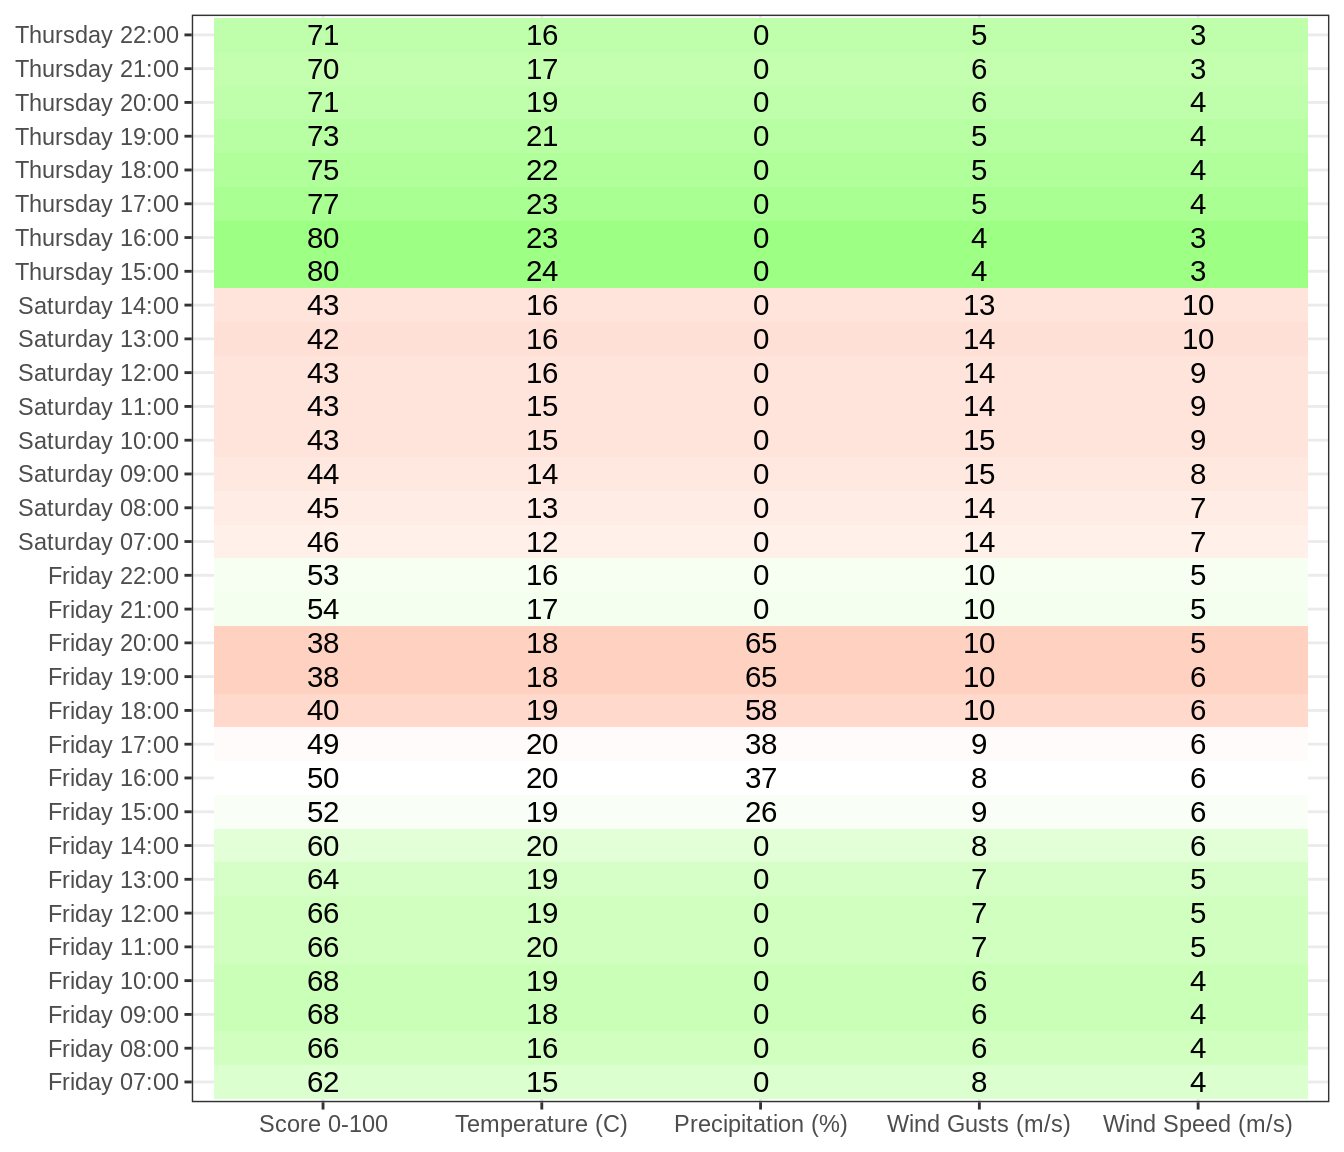 Thursday 22:00 71 16 0 5 3
Thursday 21:00 70 17 0 6 3
Thursday 20:00 71 19 0 6 4
Thursday 19:00 73 21 0 5 4
Thursday 18:00 75 22 0 5 4
Thursday 17:00 77 23 0 5 4
Thursday 16:00 80 23 0 4 3
Thursday 15:00 80 24 0 4 3
Saturday 14:00 43 16 0 13 10
Saturday 13:00 42 16 0 14 10
Saturday 12:00 43 16 0 14 9
Saturday 11:00 43 15 0 14 9
Saturday 10:00 43 15 0 15 9
Saturday 09:00 44 14 0 15 8
Saturday 08:00 45 13 0 14 7
Saturday 07:00 46 12 0 14 7
Friday 22:00 53 16 0 10 5
Friday 21:00 54 17 0 10 5
Friday 20:00 38 18 65 10 5
Friday 19:00 38 18 65 10 6
Friday 18:00 40 19 58 10 6
Friday 17:00 49 20 38 9 6
Friday 16:00 50 20 37 8 6
Friday 15:00 52 19 26 9 6
Friday 14:00 60 20 0 8 6
Friday 13:00 64 19 0 7 5
Friday 12:00 66 19 0 7 5
Friday 11:00 66 20 0 7 5
Friday 10:00 68 19 0 6 4
Friday 09:00 68 18 0 6 4
Friday 08:00 66 16 0 6 4
Friday 07:00 62 15 0 8 4
Score 0-100 Temperature (C) Precipitation (%) Wind Gusts (m/s) Wind Speed (m/s)